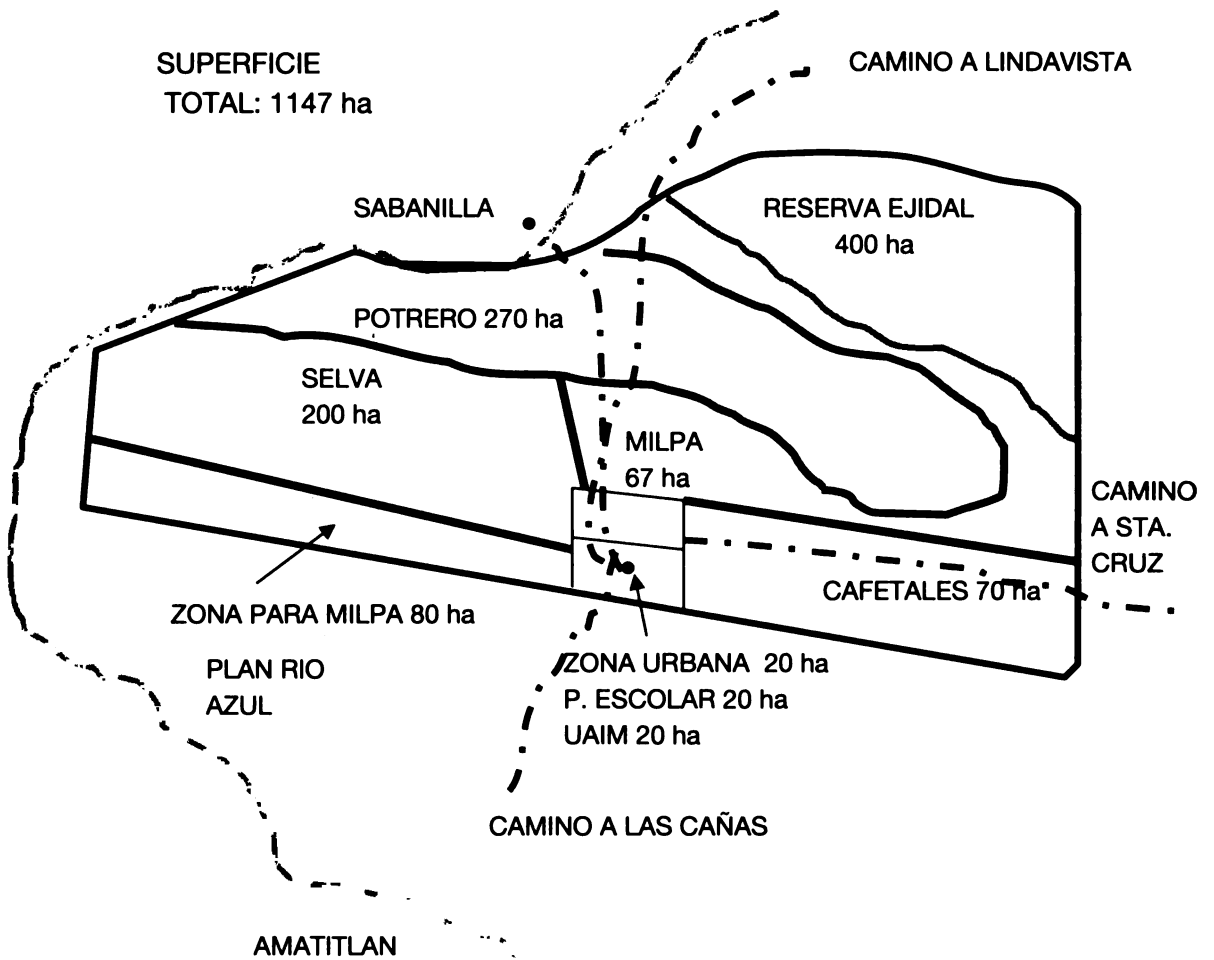 SUPERFICIE
TOTAL: 1147 ha
CAMINO A LINDAVISTA
SABANILLA
RESERVA EJIDAL
400 ha
POTRERO 270 ha
SELVA
200 ha
MILPA
67 ha
CAMINO
A STA.
CRUZ
CAFETALES 70 ha
ZONA PARA MILPA 80 ha
PLAN RIO
AZUL
ZONA URBANA 20 ha
P. ESCOLAR 20 ha
UAIM 20 ha
CAMINO A LAS CAÑAS
AMATITLAN